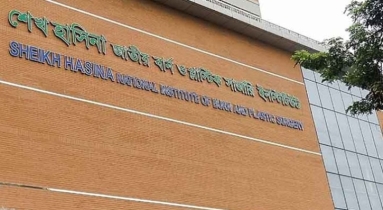 শেখ হাসিনা জাতীয় বার্ন ও প্লাস্টিক সার্জারি ইনস্টিটিউট
SHEIKH HASINA NATIONAL INSTITUTE OF BURN AND PLASTIC SURGERY